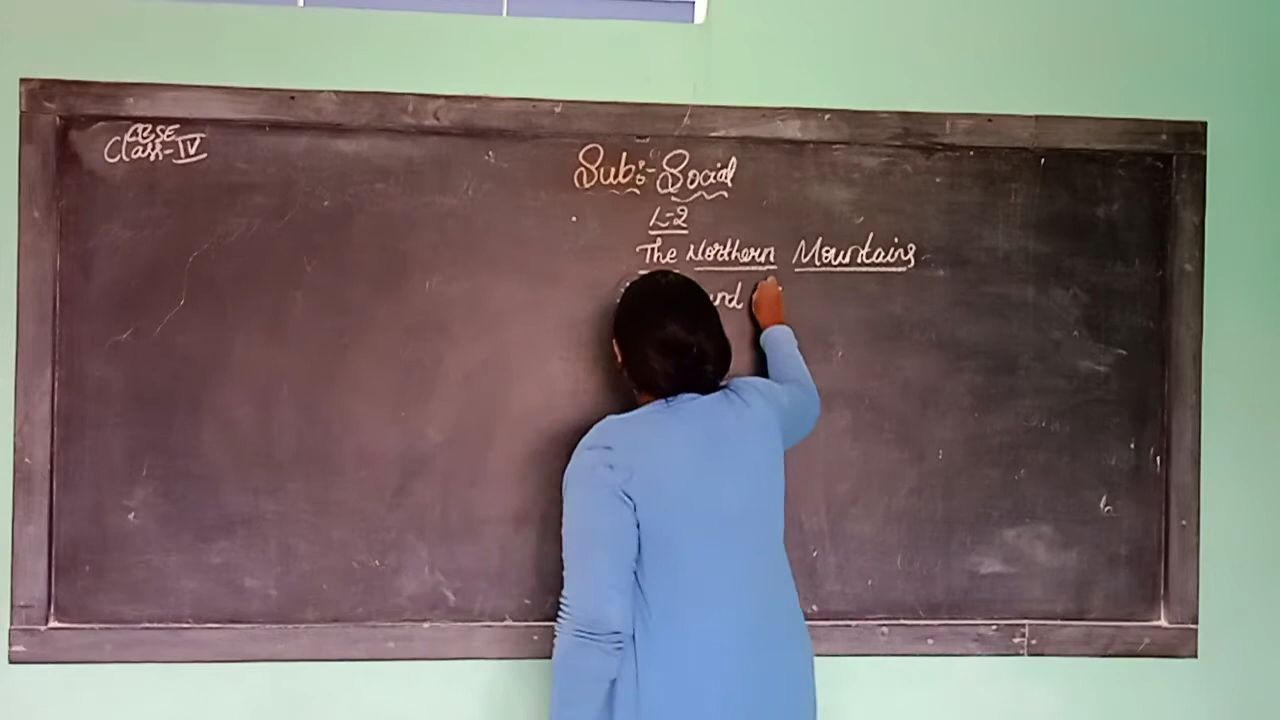 CBSE
Class-IV
Sub:- Social
L-2
The Northern Mountains